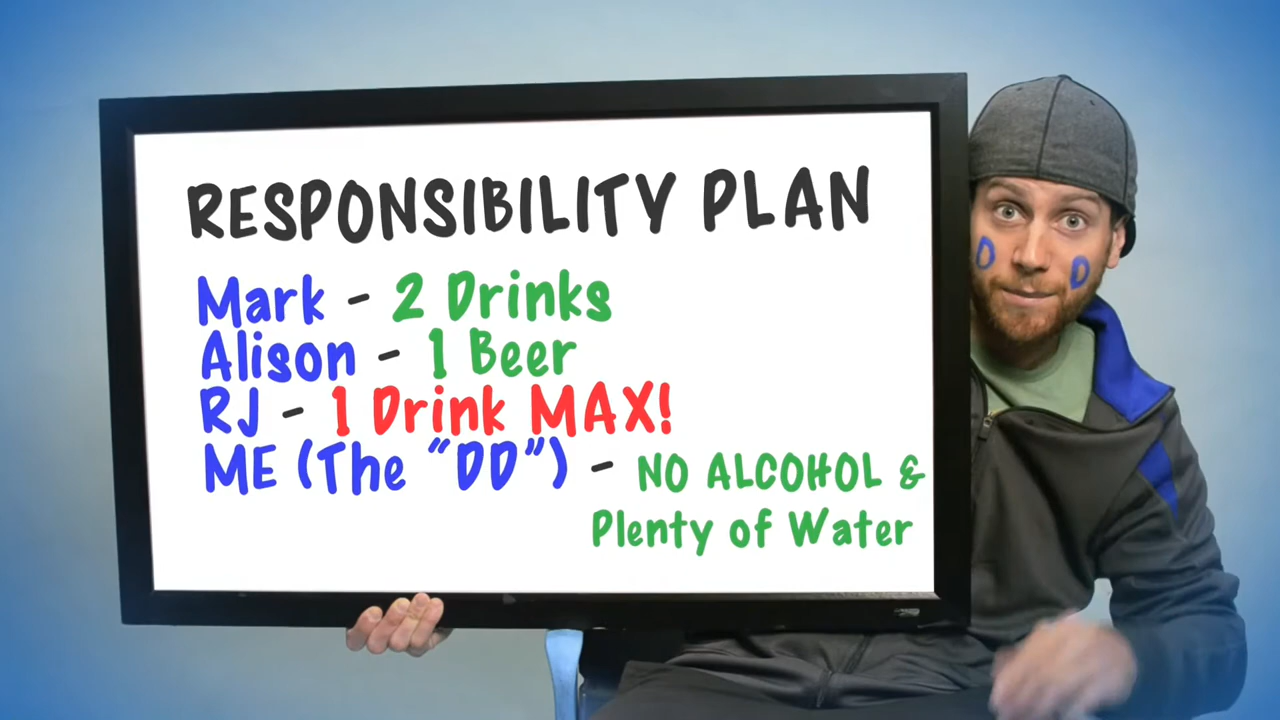 RESPONSIBILITY PLAN
Mark - 2 Drinks
Alison - 1 Beer
RJ - 1 Drink MAX!
ME (The "DD") - NO ALCOHOL &
Plenty of Water
D D